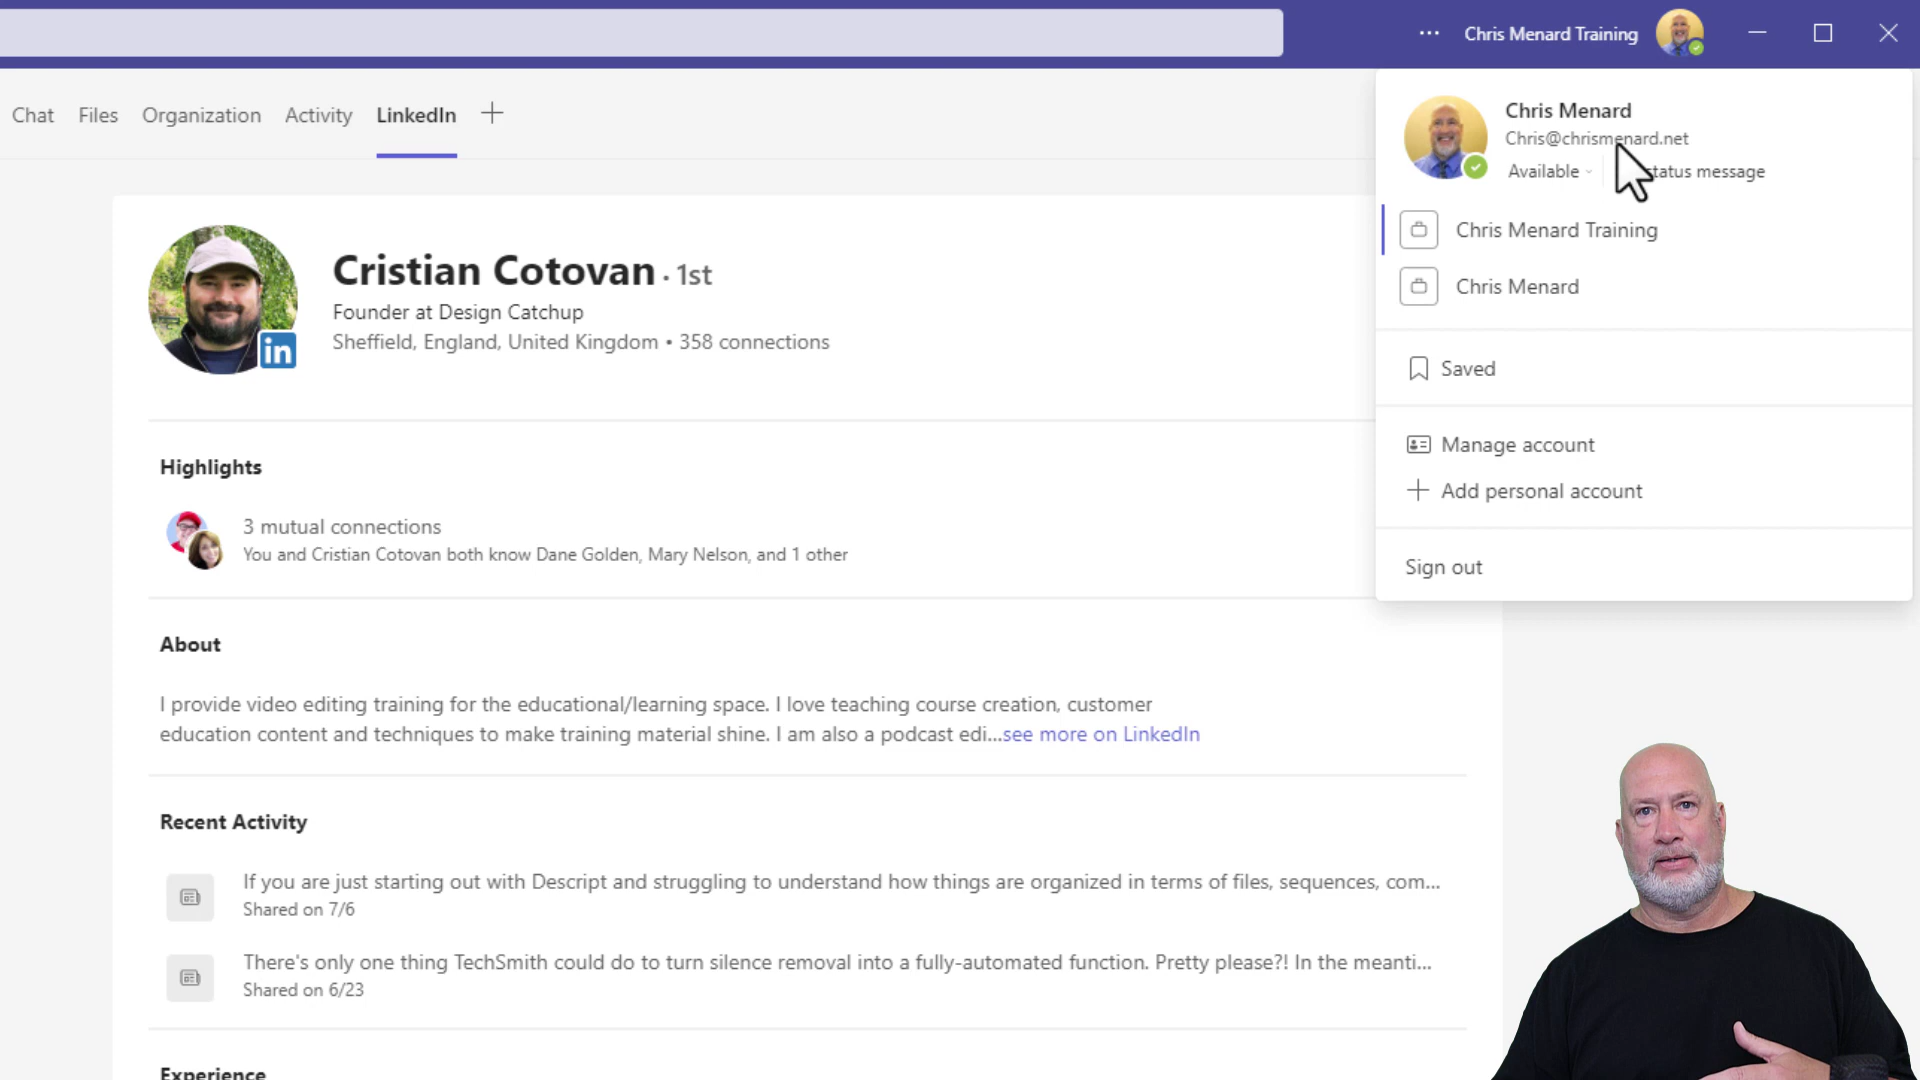 Chris Menard Training
Chat Files Organization Activity LinkedIn
Chris Menard
Chris@chrismenard.net
Available status message
Chris Menard Training
Chris Menard
Saved
Manage account
Add personal account
Sign out
Cristian Cotovan · 1st
Founder at Design Catchup
Sheffield, England, United Kingdom • 358 connections
in
Highlights
3 mutual connections
You and Cristian Cotovan both know Dane Golden, Mary Nelson, and 1 other
About
I provide video editing training for the educational/learning space. I love teaching course creation, customer
education content and techniques to make training material shine. I am also a podcast edi...see more on LinkedIn
Recent Activity
If you are just starting out with Descript and struggling to understand how things are organized in terms of files, sequences, com...
Shared on 7/6
There's only one thing TechSmith could do to turn silence removal into a fully-automated function. Pretty please?! In the meanti...
Shared on 6/23
Experience